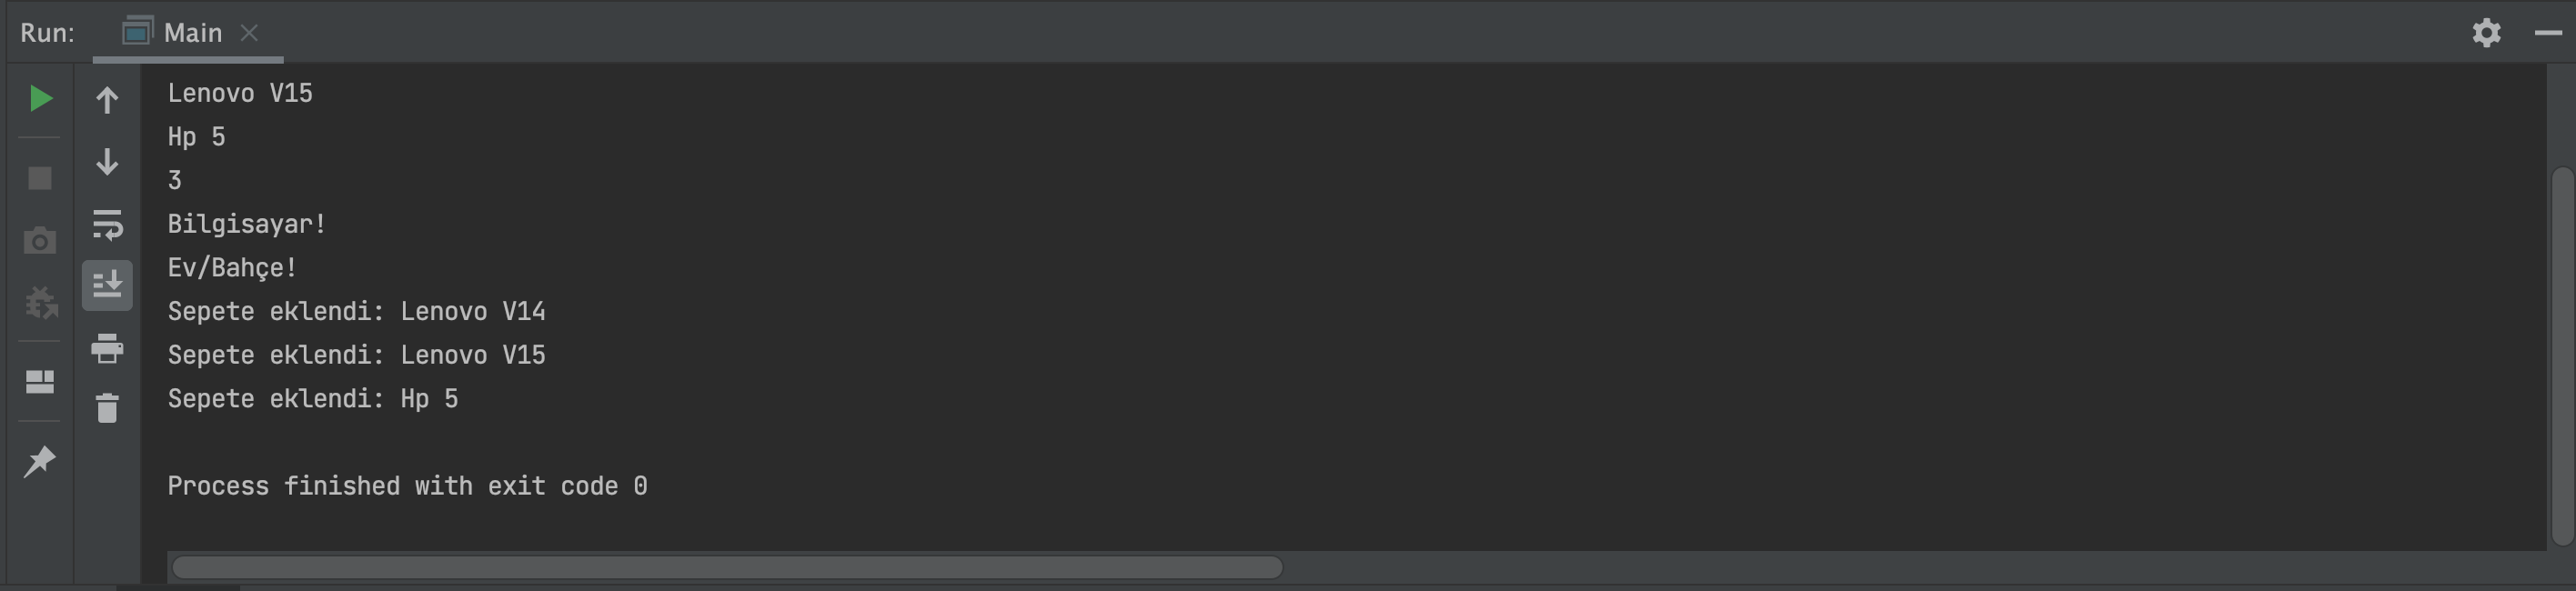 Run: Main
Lenovo V15
Hp 5
3
Bilgisayar!
Ev/Bahçe!
Sepete eklendi: Lenovo V14
Sepete eklendi: Lenovo V15
Sepete eklendi: Hp 5
Process finished with exit code 0